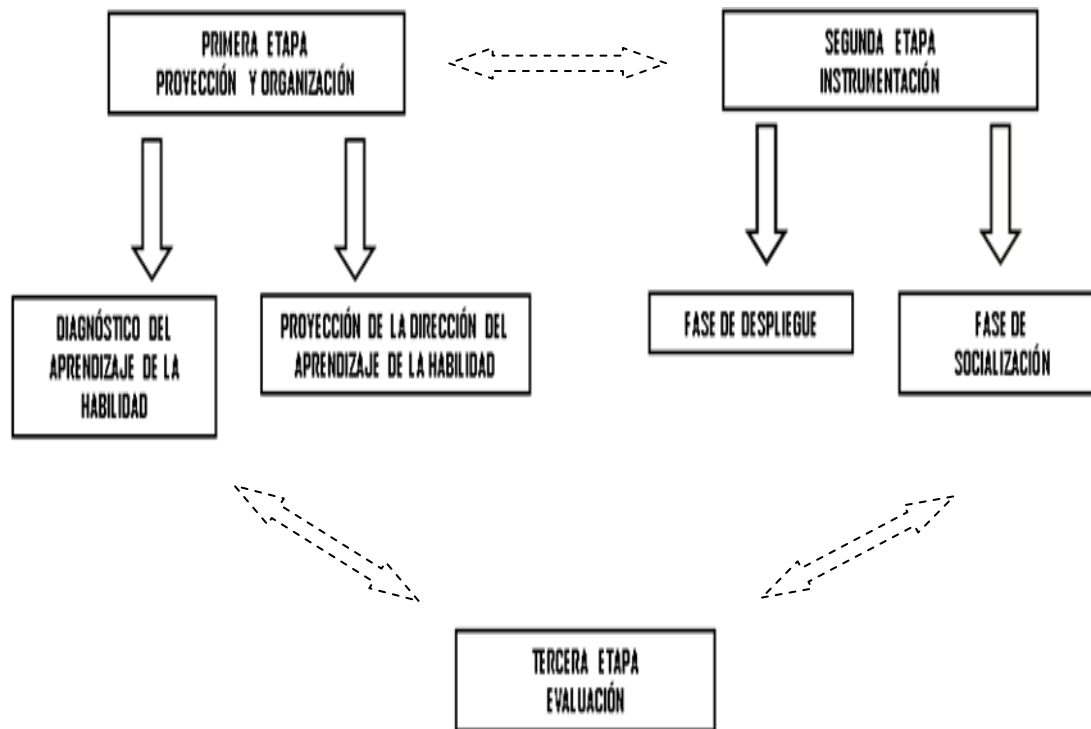 PRIMERA ETAPA
PROYECCIÓN Y ORGANIZACIÓN
SEGUNDA ETAPA
INSTRUMENTACIÓN
DIAGNÓSTICO DEL
APRENDIZAJE DE LA
HABILIDAD
PROYECCIÓN DE LA DIRECCIÓN DEL
APRENDIZAJE DE LA HABILIDAD
FASE DE DESPLIEGUE
FASE DE
SOCIALIZACIÓN
TERCERA ETAPA
EVALUACIÓN